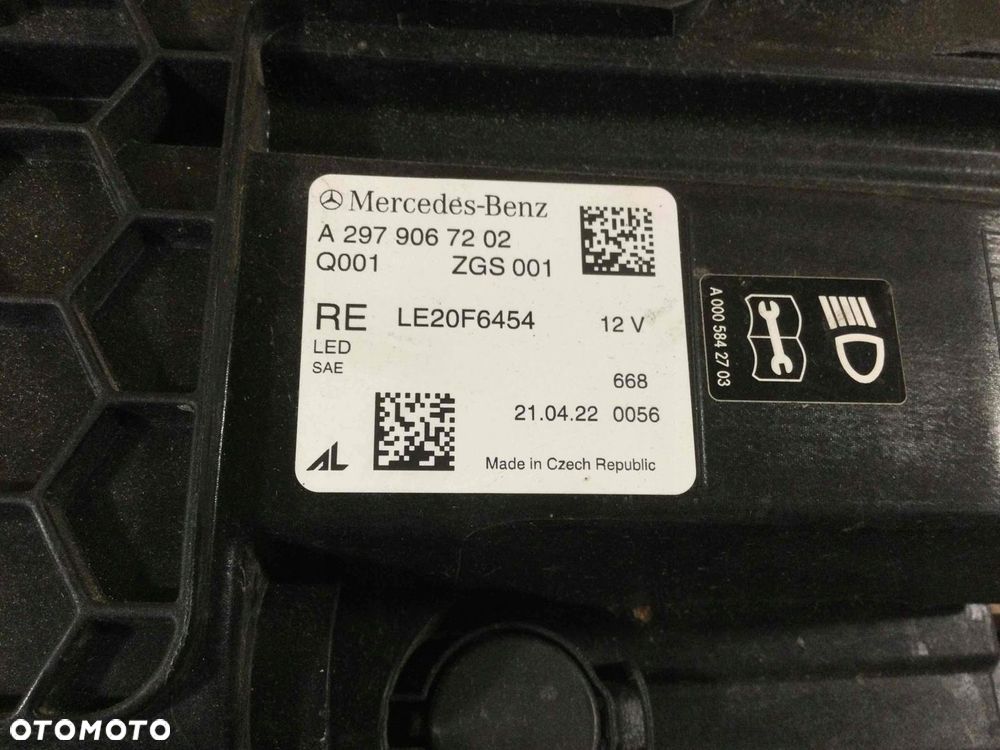 Mercedes-Benz
A 297 906 72 02
Q001 ZGS 001
RE LE20F6454 12 V
LED
SAE
668
21.04.22 0056
AL Made in Czech Republic
A 000 584 27 03
OTOMOTO